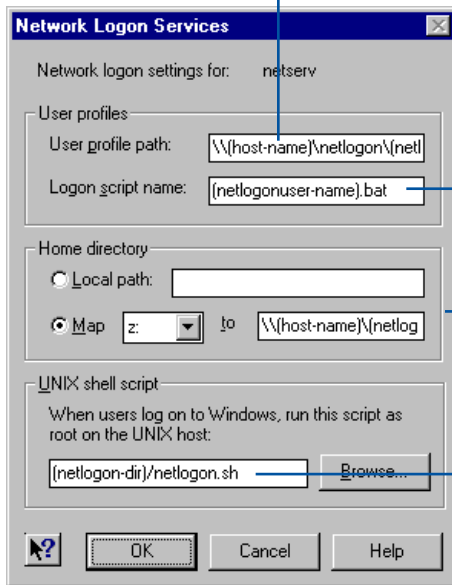 Network Logon Services
Network logon settings for: netserv
User profiles
User profile path: \\(host-name)\netlogon\(netl
Logon script name: (netlogonuser-name).bat
Home directory
Local path:
Map z: to \\(host-name)\(netlog
UNIX shell script
When users log on to Windows, run this script as
root on the UNIX host:
(netlogon-dir)/netlogon.sh Browse...
? OK Cancel Help